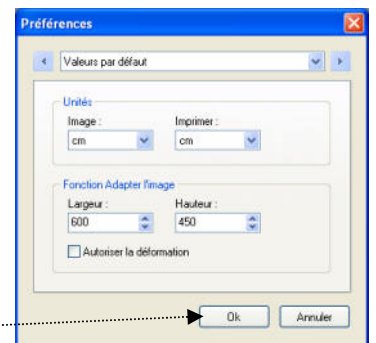 Préférences
Valeurs par défaut
Unités
Image : Imprimer :
cm cm
Fonction Adapter l'image
Largeur : Hauteur :
600 450
Autoriser la déformation
Ok Annuler